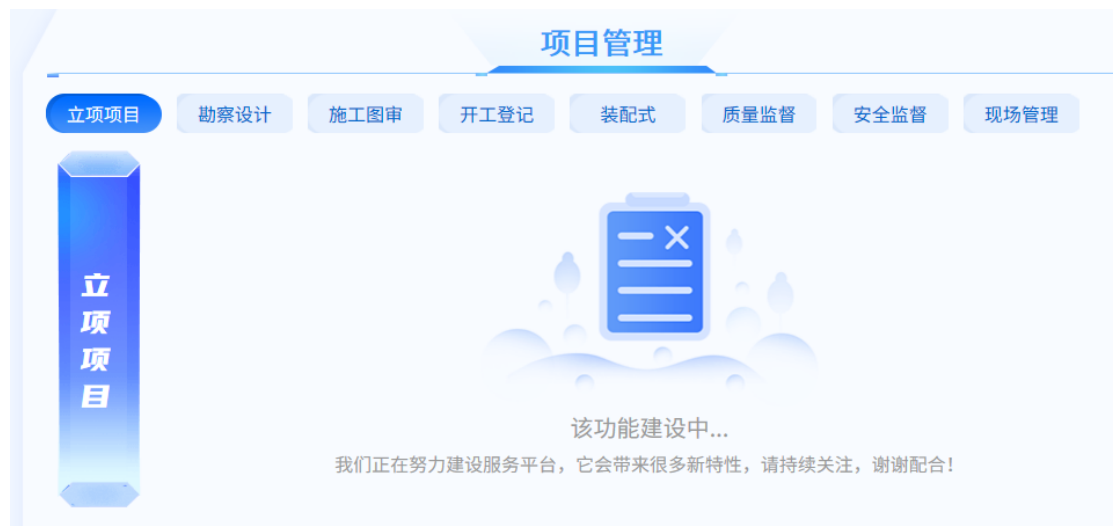 项目管理
立项项目 勘察设计 施工图审 开工登记 装配式 质量监督 安全监督 现场管理
立项项目
该功能建设中...
我们正在努力建设服务平台，它会带来很多新特性，请持续关注，谢谢配合！